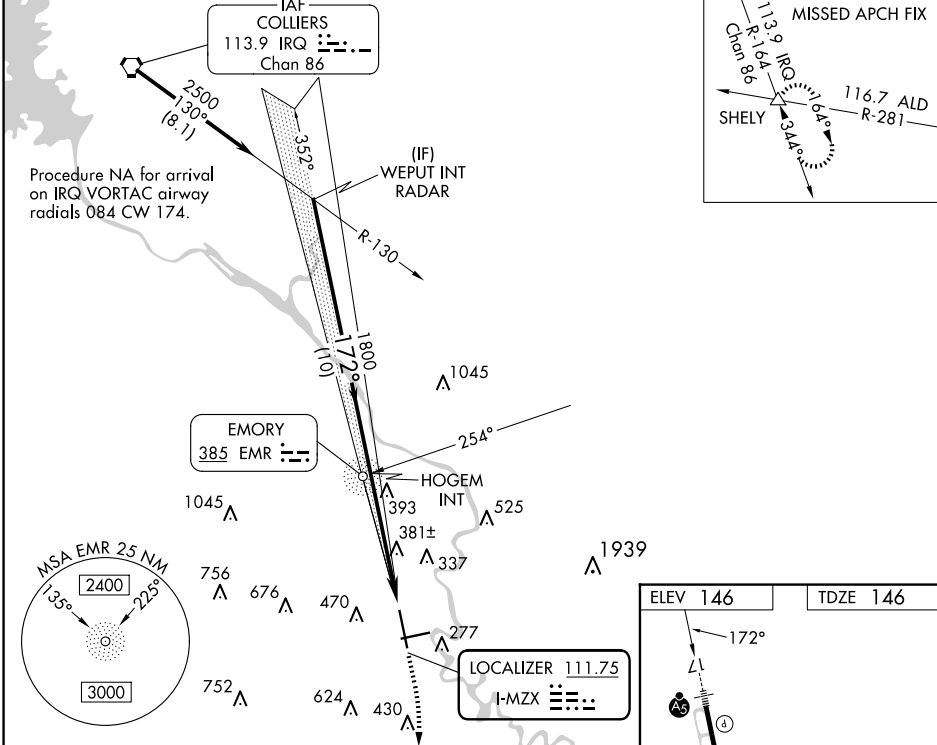 IAF
COLLIERS
113.9 IRQ
Chan 86
2500
130°
(8.1)
352°
(IF)
WEPUT INT
RADAR
Procedure NA for arrival
on IRQ VORTAC airway
radials 084 CW 174.
R-130
1800
172°
(10)
MISSED APCH FIX
113.9 IRQ
R-164
Chan 86
164°
116.7 ALD
R-281
SHELY
344°
1045
254°
EMORY
385 EMR
HOGEM
INT
393
1045
525
381±
337
1939
MSA EMR 25 NM
2400
135°
225°
3000
756
676
470
277
752
624
430
LOCALIZER 111.75
I-MZX
ELEV 146
TDZE 146
172°
17
A5